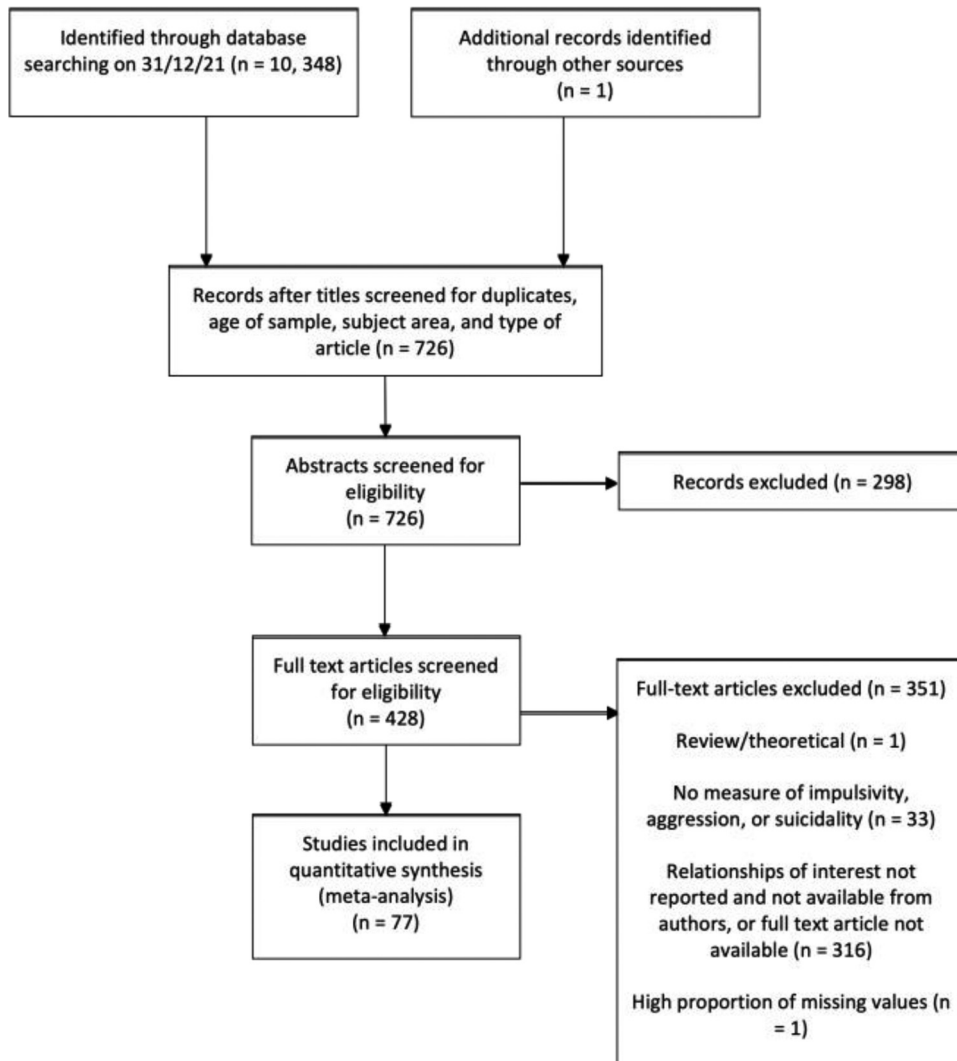 Identified through database
searching on 31/12/21 (n = 10, 348)
Additional records identified
through other sources
(n = 1)
Records after titles screened for duplicates,
age of sample, subject area, and type of
article (n = 726)
Abstracts screened for
eligibility
(n = 726)
Records excluded (n = 298)
Full text articles screened
for eligibility
(n = 428)
Full-text articles excluded (n = 351)
Review/theoretical (n = 1)
No measure of impulsivity,
aggression, or suicidality (n = 33)
Relationships of interest not
reported and not available from
authors, or full text article not
available (n = 316)
High proportion of missing values (n
= 1)
Studies included in
quantitative synthesis
(meta-analysis)
(n = 77)